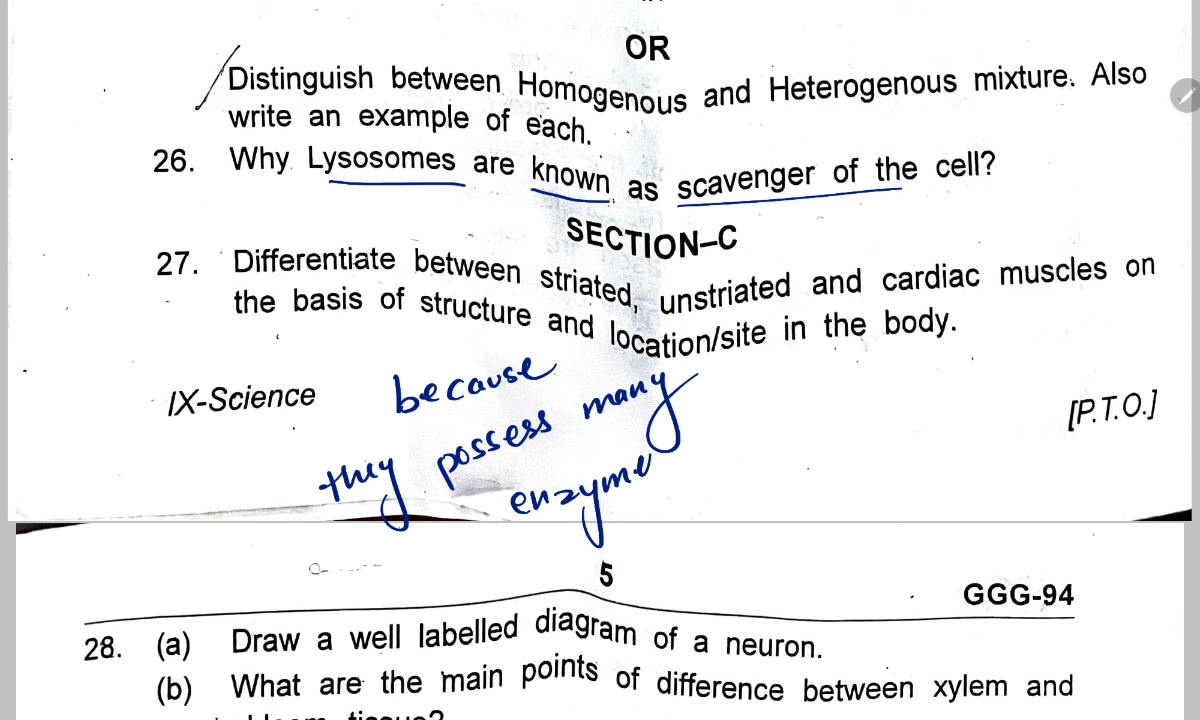 OR
Distinguish between Homogenous and Heterogenous mixture. Also
write an example of each.
26. Why Lysosomes are known as scavenger of the cell?
SECTION–C
27. Differentiate between striated, unstriated and cardiac muscles on
the basis of structure and location/site in the body.
IX-Science
[P.T.O.]
because
they possess many
enzyme
5
GGG-94
28. (a) Draw a well labelled diagram of a neuron.
(b) What are the main points of difference between xylem and